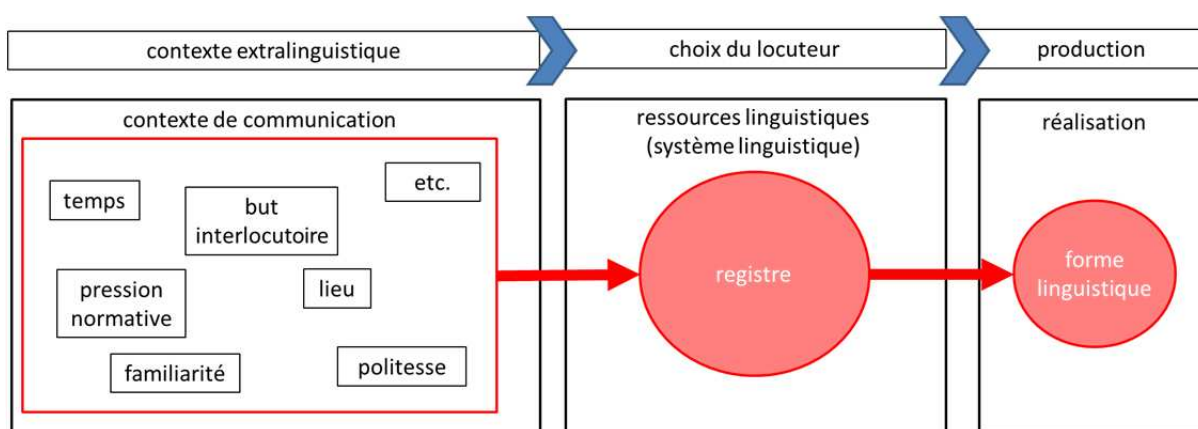 contexte extralinguistique
choix du locuteur
production
contexte de communication
temps
but
interlocutoire
etc.
pression
normative
lieu
familiarité
politesse
ressources linguistiques
(système linguistique)
registre
réalisation
forme
linguistique